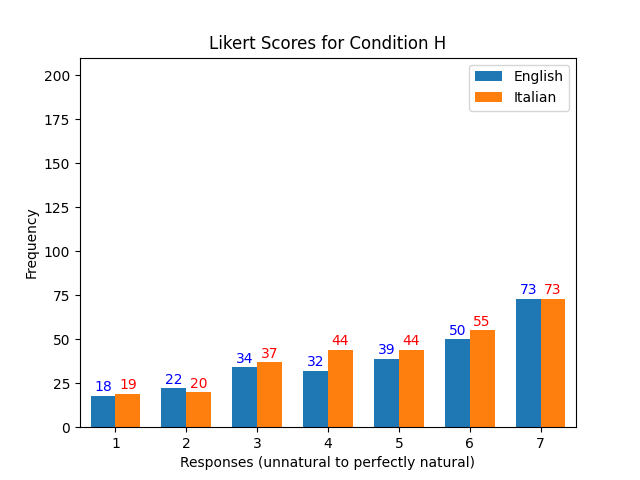 Likert Scores for Condition H
English
Italian
200
175
150
125
100
75
50
25
0
Frequency
18 19 22 20 34 37 32 44 39 44 50 55 73 73
1 2 3 4 5 6 7
Responses (unnatural to perfectly natural)